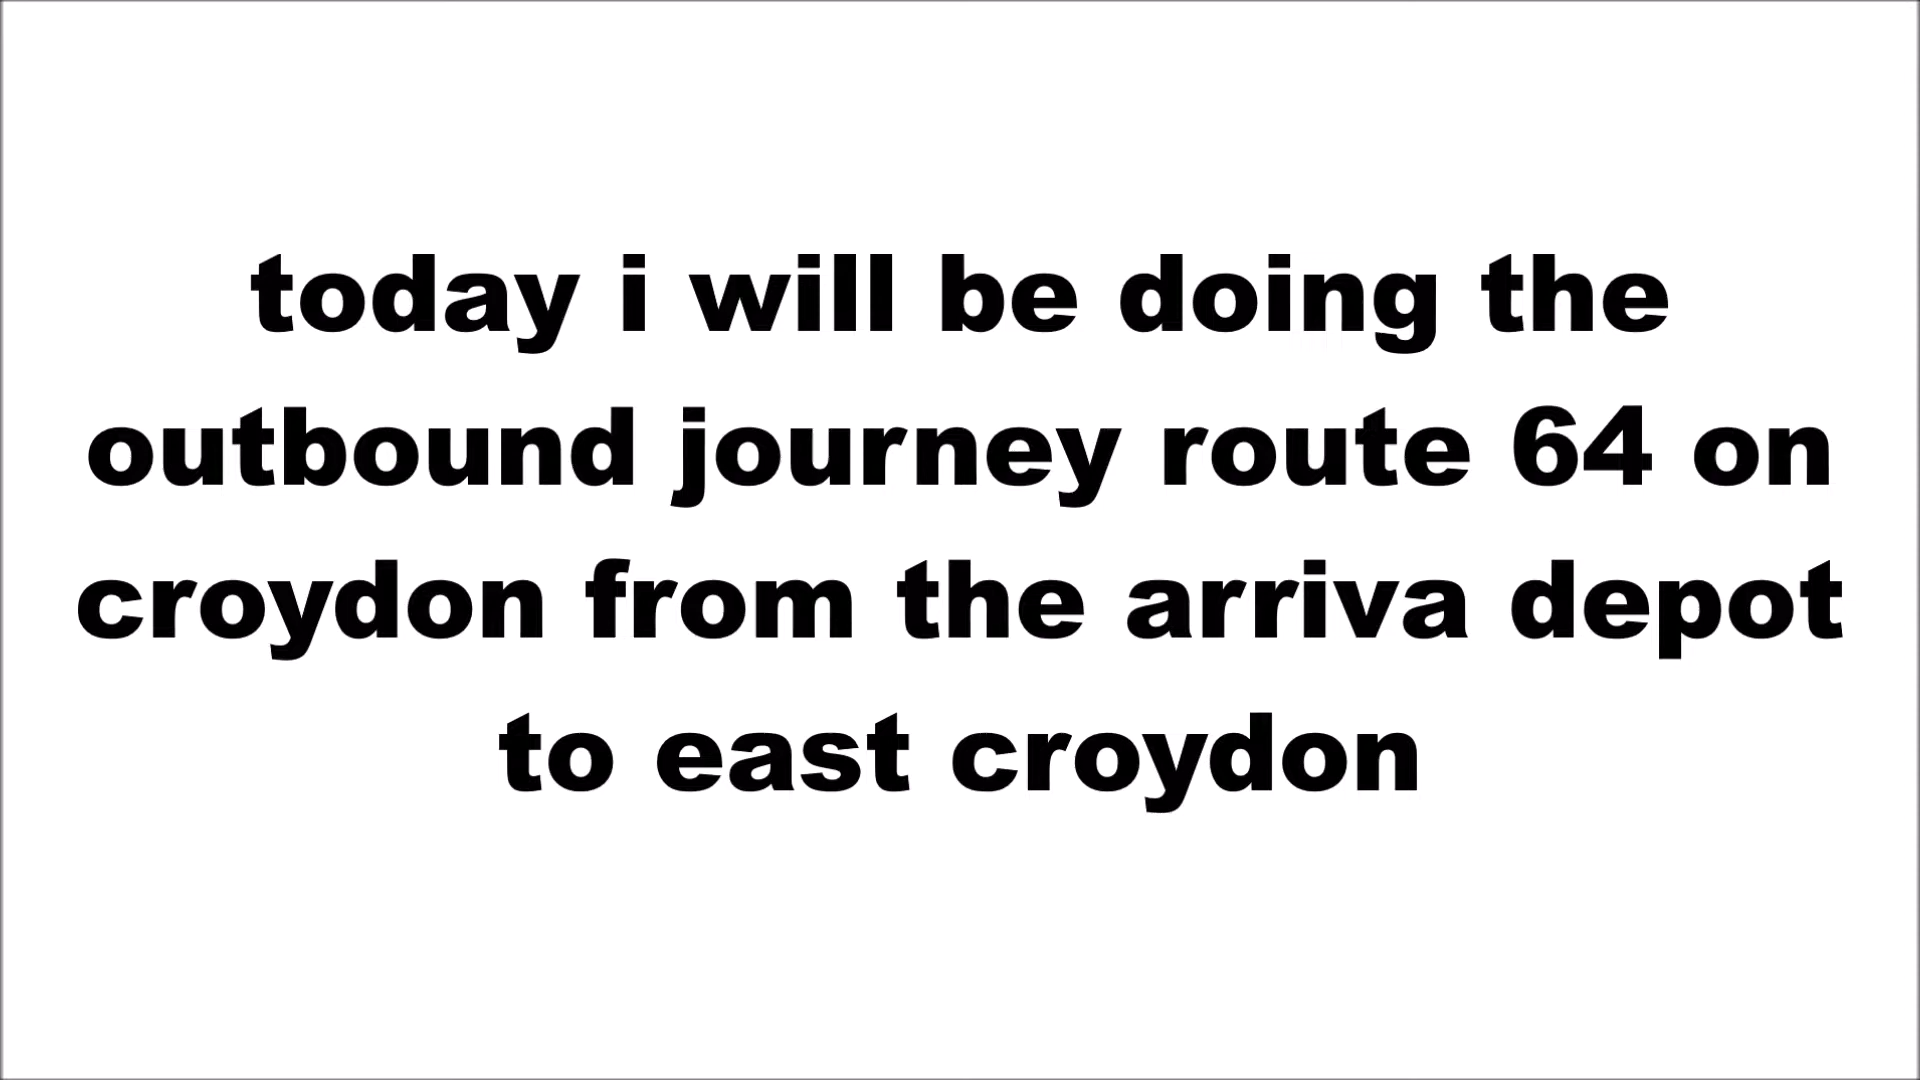 today i will be doing the
outbound journey route 64 on
croydon from the arriva depot
to east croydon